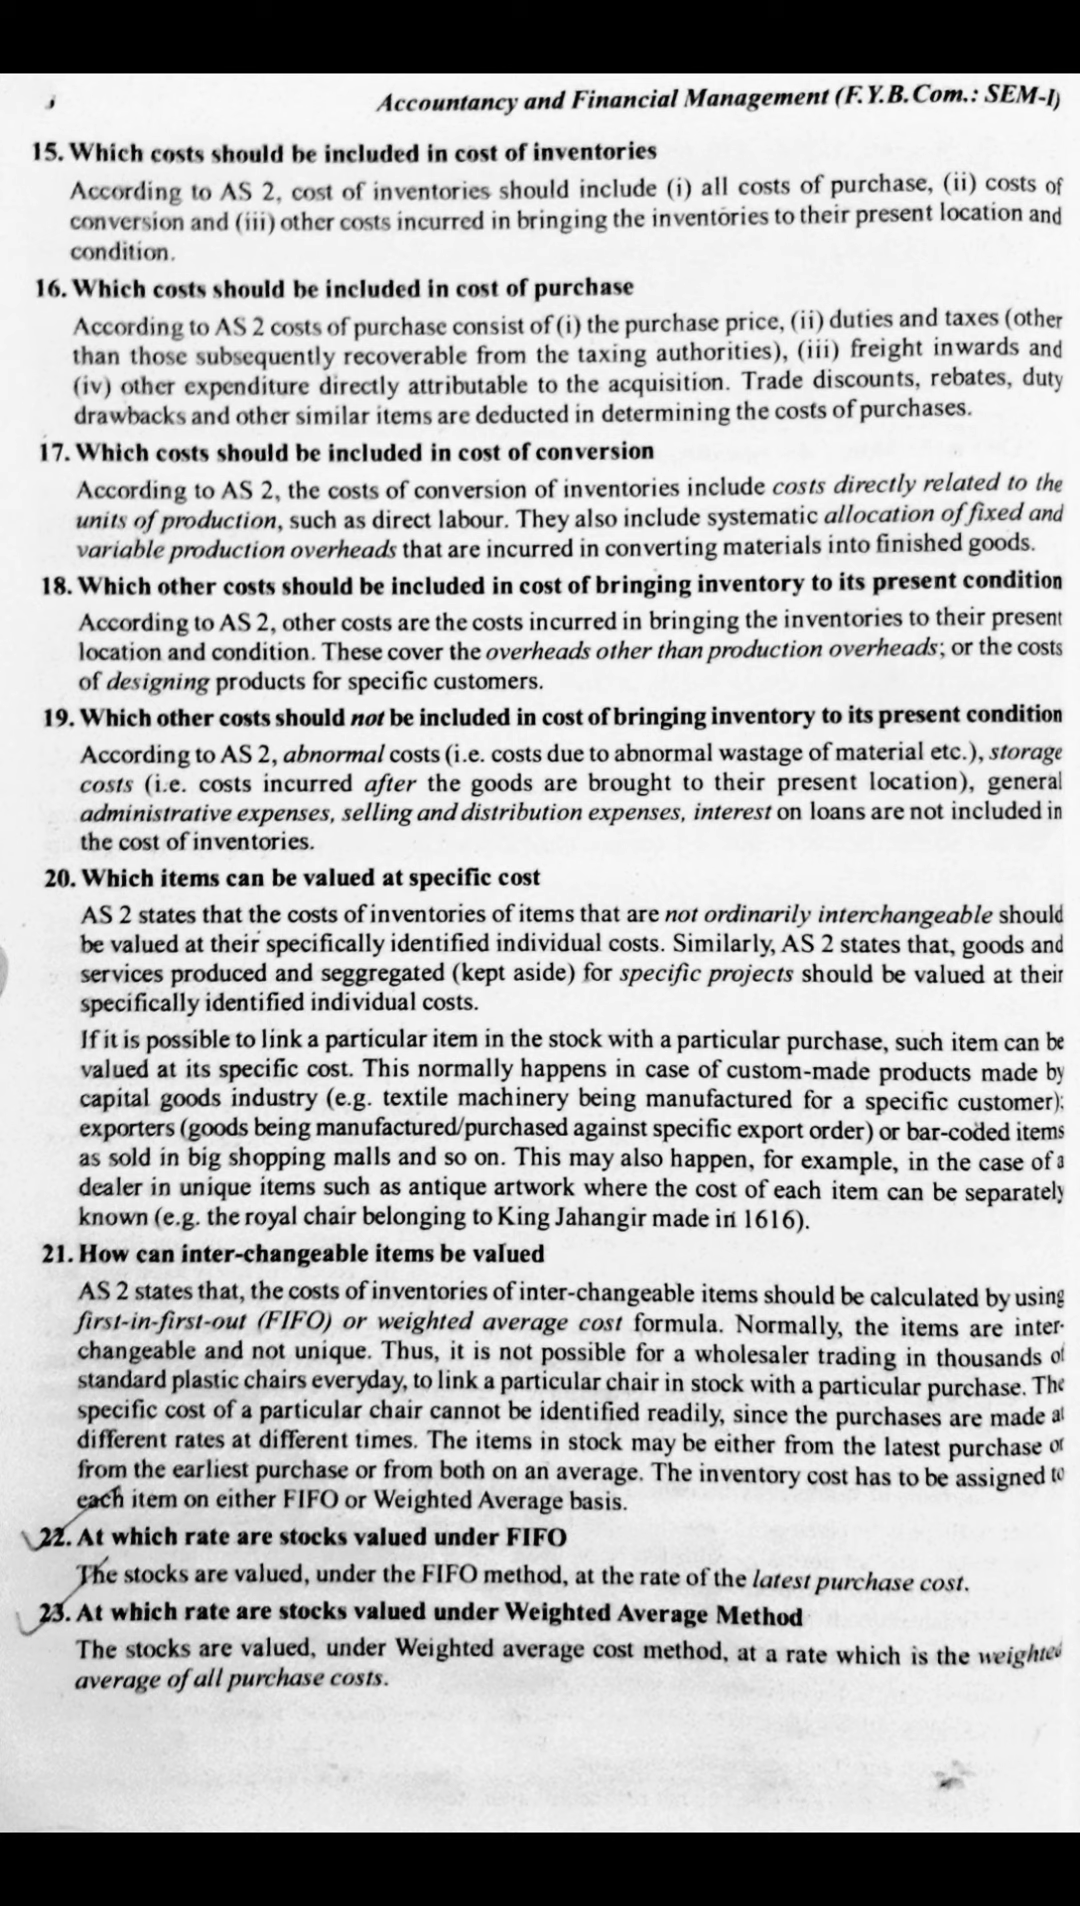 Accountancy and Financial Management (F.Y.B.Com.: SEM-I)
15. Which costs should be included in cost of inventories
According to AS 2, cost of inventories should include (i) all costs of purchase, (ii) costs of
conversion and (iii) other costs incurred in bringing the inventories to their present location and
condition.
16. Which costs should be included in cost of purchase
According to AS 2 costs of purchase consist of (i) the purchase price, (ii) duties and taxes (other
than those subsequently recoverable from the taxing authorities), (iii) freight inwards and
(iv) other expenditure directly attributable to the acquisition. Trade discounts, rebates, duty
drawbacks and other similar items are deducted in determining the costs of purchases.
17. Which costs should be included in cost of conversion
According to AS 2, the costs of conversion of inventories include costs directly related to the
units of production, such as direct labour. They also include systematic allocation of fixed and
variable production overheads that are incurred in converting materials into finished goods.
18. Which other costs should be included in cost of bringing inventory to its present condition
According to AS 2, other costs are the costs incurred in bringing the inventories to their present
location and condition. These cover the overheads other than production overheads; or the costs
of designing products for specific customers.
19. Which other costs should not be included in cost of bringing inventory to its present condition
According to AS 2, abnormal costs (i.e. costs due to abnormal wastage of material etc.), storage
costs (i.e. costs incurred after the goods are brought to their present location), general
administrative expenses, selling and distribution expenses, interest on loans are not included in
the cost of inventories.
20. Which items can be valued at specific cost
AS 2 states that the costs of inventories of items that are not ordinarily interchangeable should
be valued at their specifically identified individual costs. Similarly, AS 2 states that, goods and
services produced and seggregated (kept aside) for specific projects should be valued at their
specifically identified individual costs.
If it is possible to link a particular item in the stock with a particular purchase, such item can be
valued at its specific cost. This normally happens in case of custom-made products made by
capital goods industry (e.g. textile machinery being manufactured for a specific customer);
exporters (goods being manufactured/purchased against specific export order) or bar-coded items
as sold in big shopping malls and so on. This may also happen, for example, in the case of a
dealer in unique items such as antique artwork where the cost of each item can be separately
known (e.g. the royal chair belonging to King Jahangir made in 1616).
21. How can inter-changeable items be valued
AS 2 states that, the costs of inventories of inter-changeable items should be calculated by using
first-in-first-out (FIFO) or weighted average cost formula. Normally, the items are inter-
changeable and not unique. Thus, it is not possible for a wholesaler trading in thousands of
standard plastic chairs everyday, to link a particular chair in stock with a particular purchase. The
specific cost of a particular chair cannot be identified readily, since the purchases are made at
different rates at different times. The items in stock may be either from the latest purchase or
from the earliest purchase or from both on an average. The inventory cost has to be assigned to
each item on either FIFO or Weighted Average basis.
22. At which rate are stocks valued under FIFO
The stocks are valued, under the FIFO method, at the rate of the latest purchase cost.
23. At which rate are stocks valued under Weighted Average Method
The stocks are valued, under Weighted average cost method, at a rate which is the weighted
average of all purchase costs.